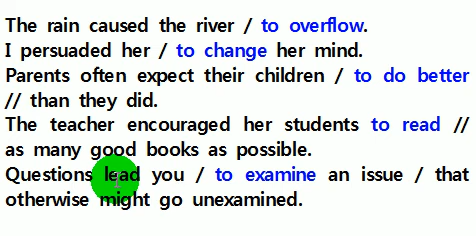 The rain caused the river / to overflow.
I persuaded her / to change her mind.
Parents often expect their children / to do better
// than they did.
The teacher encouraged her students to read //
as many good books as possible.
Questions lead you / to examine an issue / that
otherwise might go unexamined.